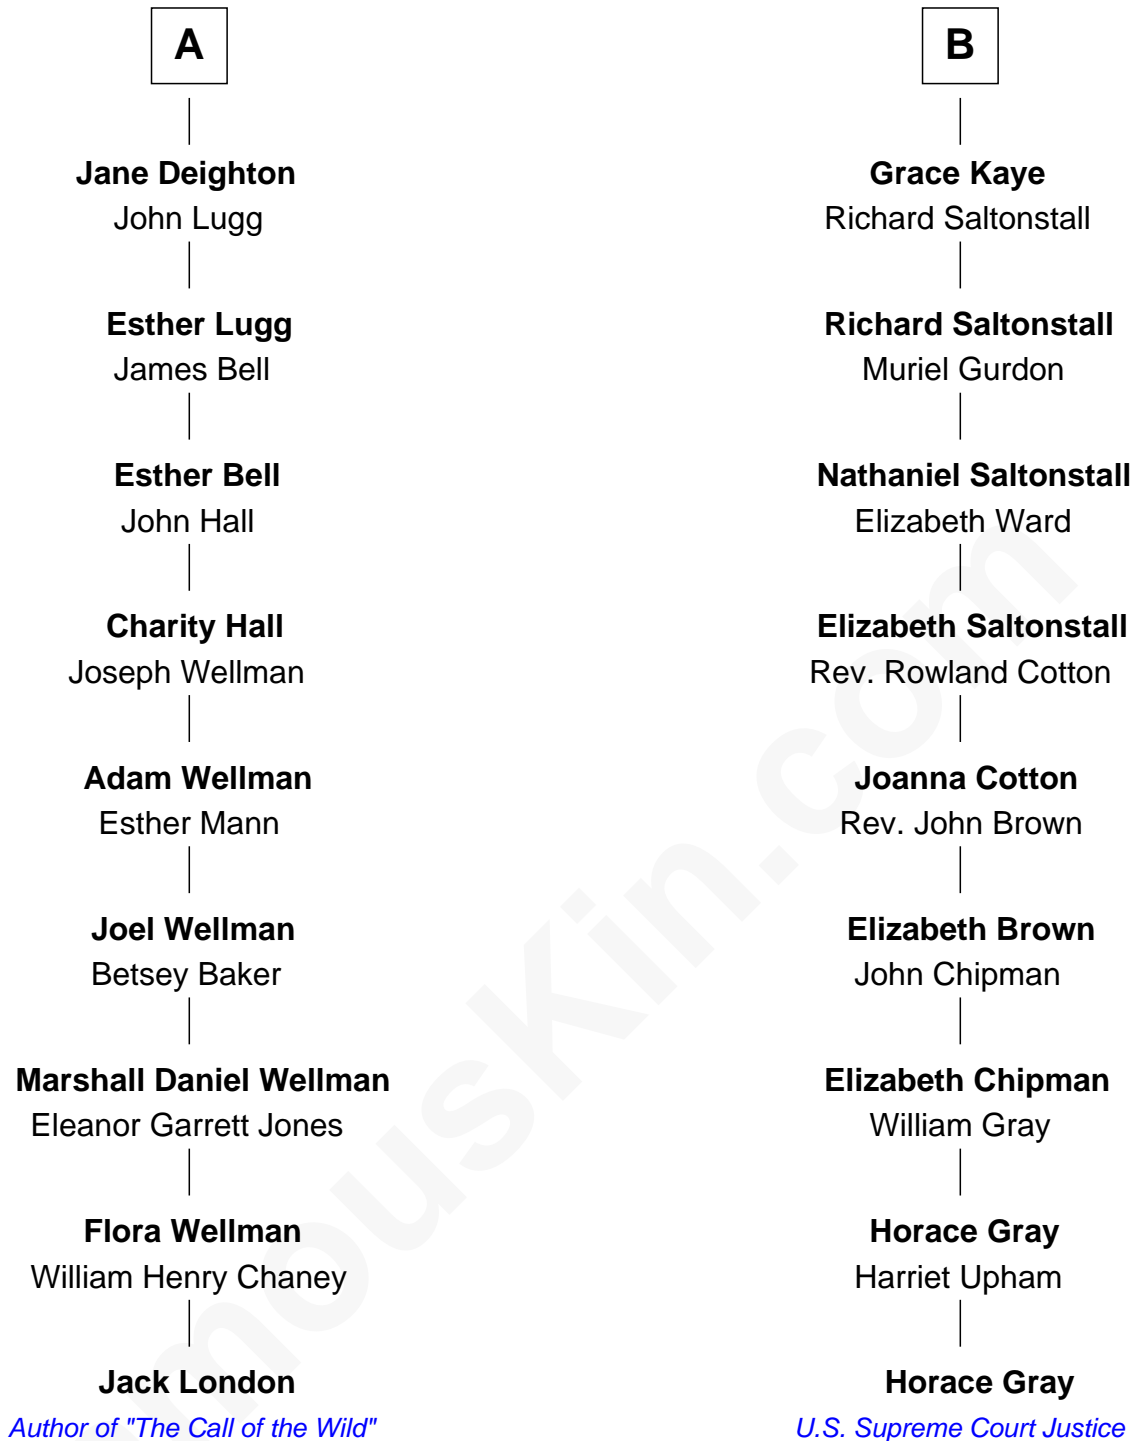 A
Jane Deighton
John Lugg
Esther Lugg
James Bell
Esther Bell
John Hall
Charity Hall
Joseph Wellman
Adam Wellman
Esther Mann
Joel Wellman
Betsey Baker
Marshall Daniel Wellman
Eleanor Garrett Jones
Flora Wellman
William Henry Chaney
Jack London
Author of "The Call of the Wild"
B
Grace Kaye
Richard Saltonstall
Richard Saltonstall
Muriel Gurdon
Nathaniel Saltonstall
Elizabeth Ward
Elizabeth Saltonstall
Rev. Rowland Cotton
Joanna Cotton
Rev. John Brown
Elizabeth Brown
John Chipman
Elizabeth Chipman
William Gray
Horace Gray
Harriet Upham
Horace Gray
U.S. Supreme Court Justice
mousKin.com